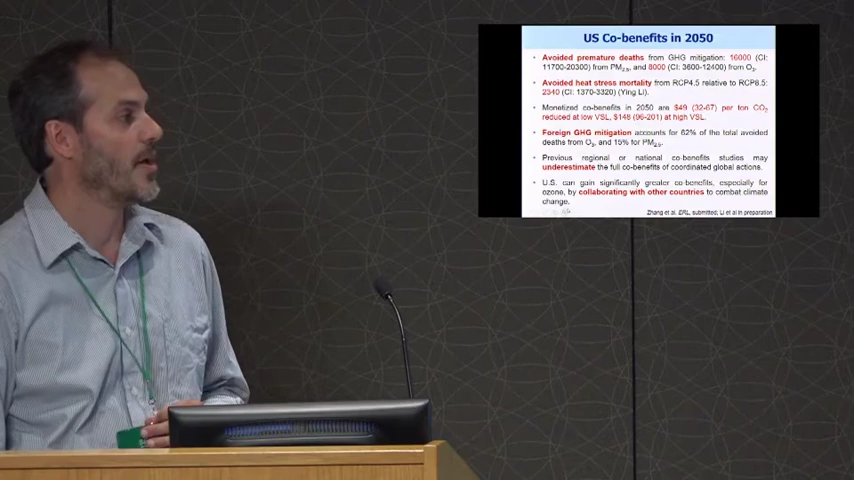 US Co-benefits in 2050
• Avoided premature deaths from GHG mitigation: 16000 (CI:
11700-20300) from PM2.5, and 8000 (CI: 3600-12400) from O3.
• Avoided heat stress mortality from RCP4.5 relative to RCP8.5:
2340 (CI: 1370-3320) (Ying Li).
• Monetized co-benefits in 2050 are $49 (32-67) per ton CO2
reduced at low VSL, $148 (96-201) at high VSL.
• Foreign GHG mitigation accounts for 62% of the total avoided
deaths from O3, and 15% for PM2.5.
• Previous regional or national co-benefits studies may
underestimate the full co-benefits of coordinated global actions.
• U.S. can gain significantly greater co-benefits, especially for
ozone, by collaborating with other countries to combat climate
change.
Zhang et al. ERL, submitted; Li et al in preparation